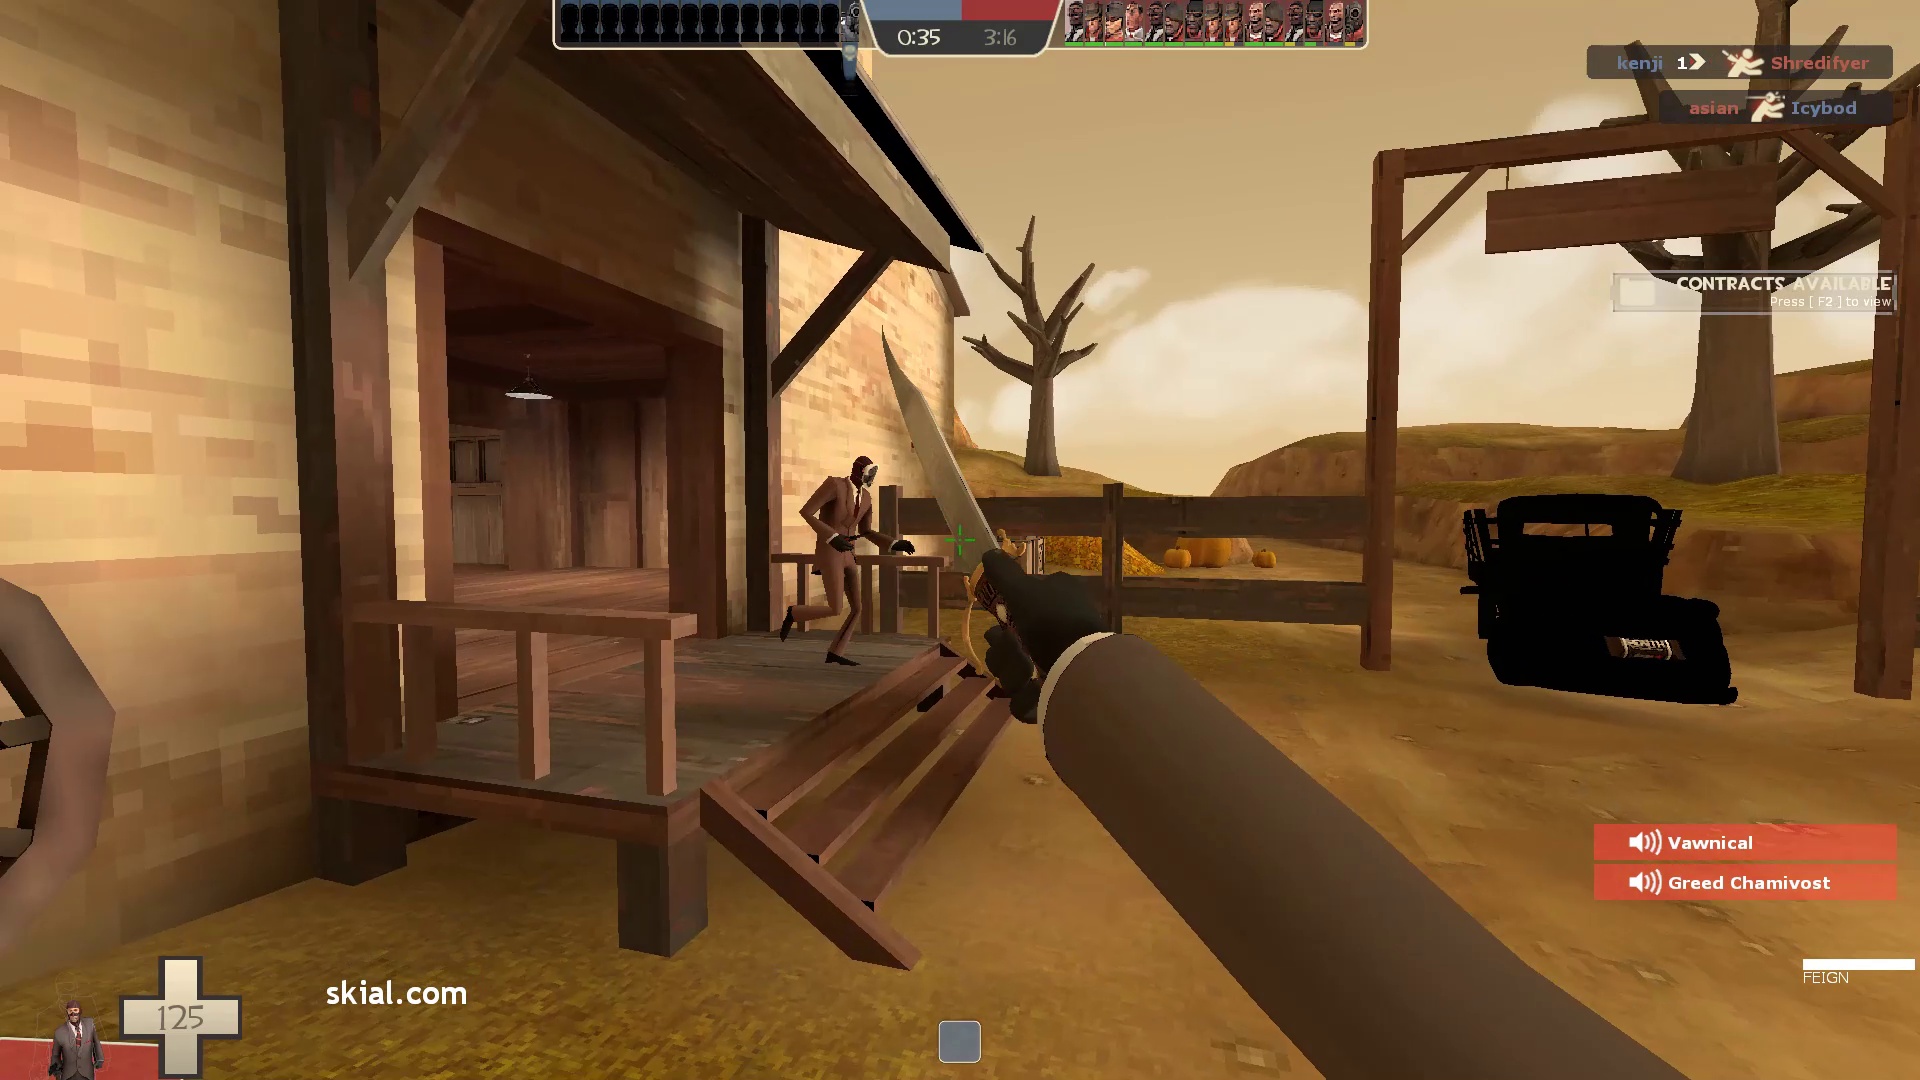 0:35 3:16
kenji 1 Shredifyer
asian Icybod
CONTRACTS AVAILABLE
Press [ F2 ] to view
Vawnical
Greed Chamivost
FEIGN
125
skial.com